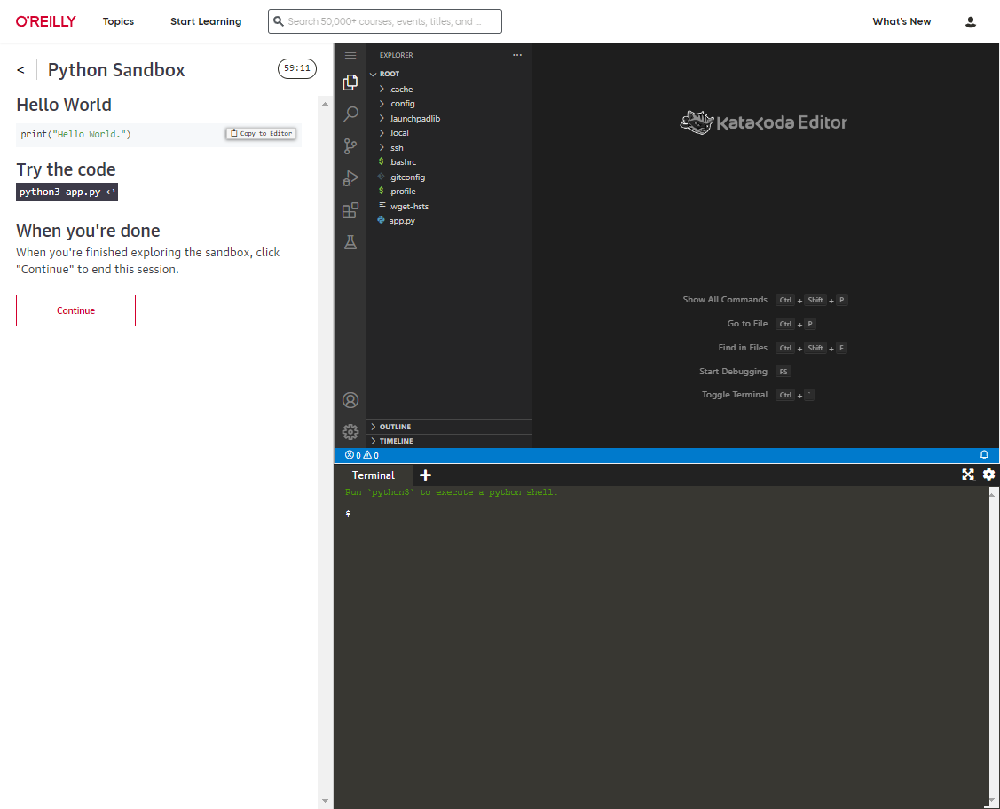 O'REILLY Topics Start Learning Search 50,000+ courses, events, titles, and ... What's New
< Python Sandbox 59:11
Hello World
print("Hello World.") Copy to Editor
Try the code
python3 app.py ↩
When you're done
When you're finished exploring the sandbox, click
"Continue" to end this session.
Continue
EXPLORER ...
ROOT
.cache
.config
.launchpadlib
.local
.ssh
$ .bashrc
.gitconfig
$ .profile
.wget-hsts
app.py
OUTLINE
TIMELINE
KataKoda Editor
Show All Commands Ctrl + Shift + P
Go to File Ctrl + P
Find in Files Ctrl + Shift + F
Start Debugging F5
Toggle Terminal Ctrl + `
0 0
Terminal
Run `python3` to execute a python shell.
$